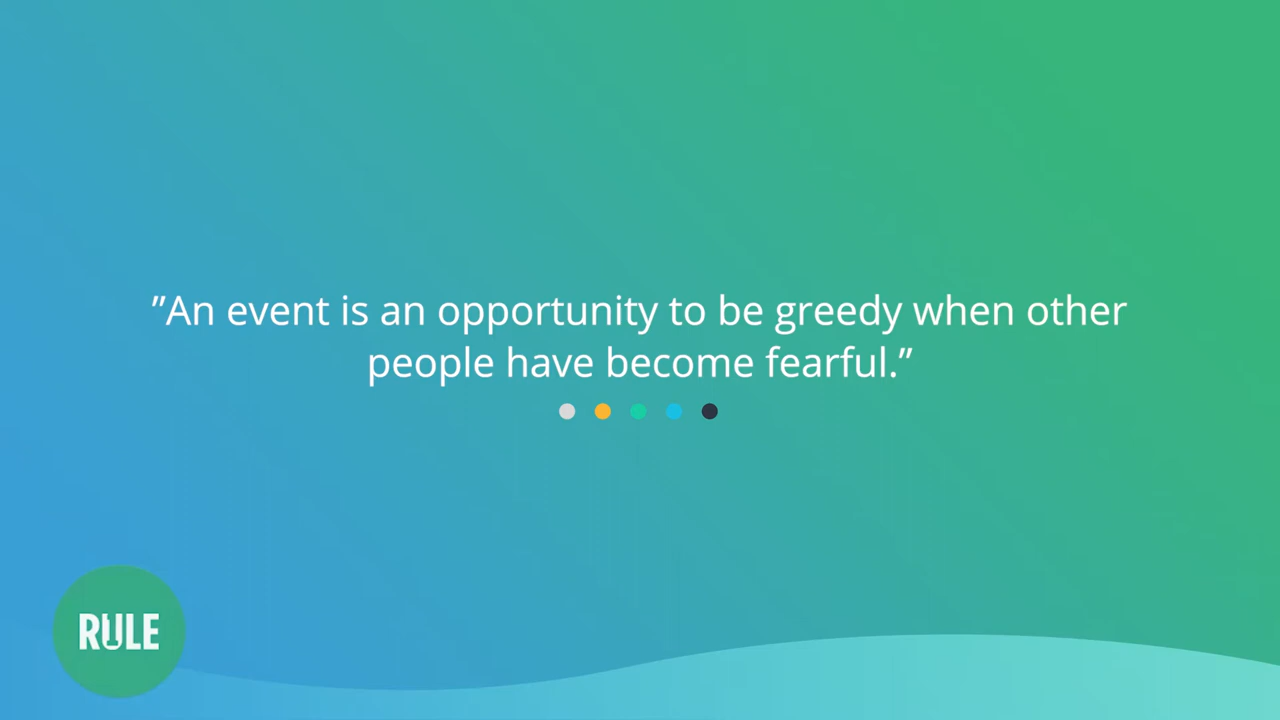 ”An event is an opportunity to be greedy when other
people have become fearful.”
RULE